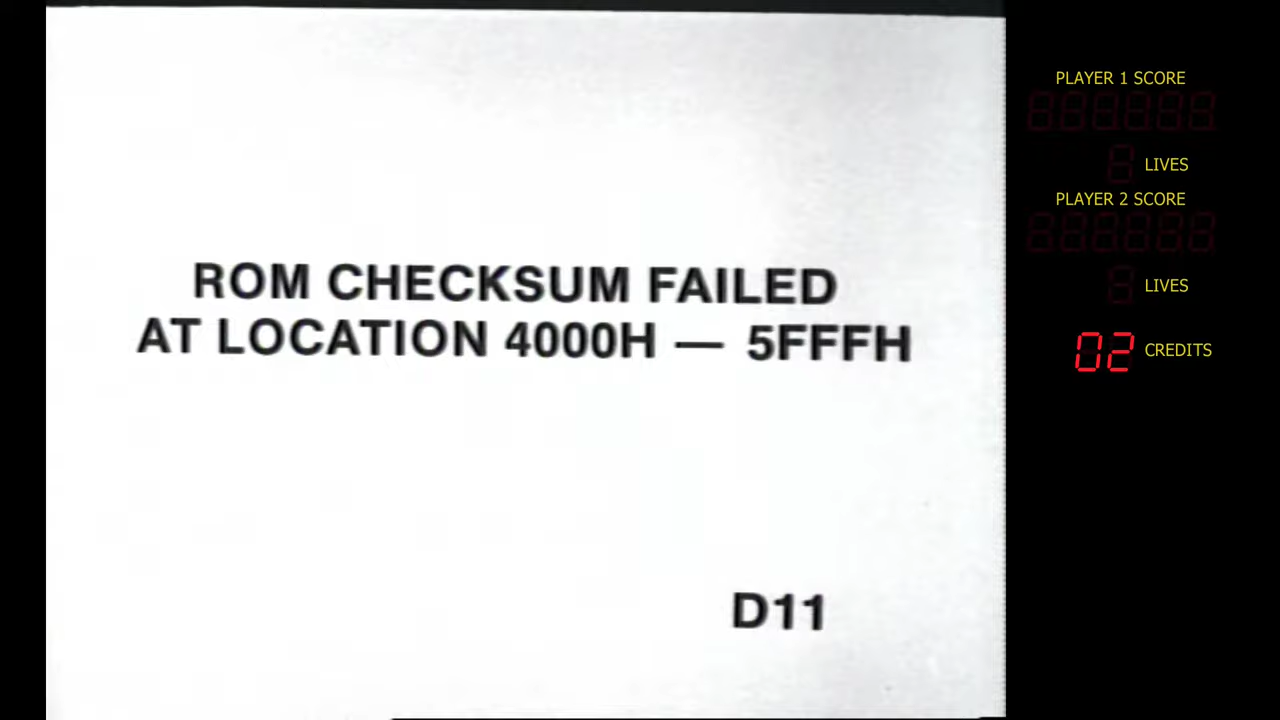 ROM CHECKSUM FAILED
AT LOCATION 4000H — 5FFFH
D11
PLAYER 1 SCORE
LIVES
PLAYER 2 SCORE
LIVES
02 CREDITS